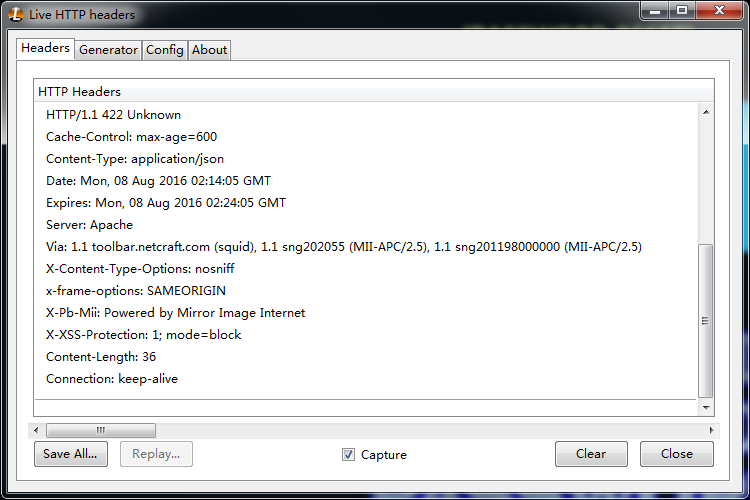 Live HTTP headers
Headers Generator Config About
HTTP Headers
HTTP/1.1 422 Unknown
Cache-Control: max-age=600
Content-Type: application/json
Date: Mon, 08 Aug 2016 02:14:05 GMT
Expires: Mon, 08 Aug 2016 02:24:05 GMT
Server: Apache
Via: 1.1 toolbar.netcraft.com (squid), 1.1 sng202055 (MII-APC/2.5), 1.1 sng201198000000 (MII-APC/2.5)
X-Content-Type-Options: nosniff
x-frame-options: SAMEORIGIN
X-Pb-Mii: Powered by Mirror Image Internet
X-XSS-Protection: 1; mode=block
Content-Length: 36
Connection: keep-alive
Save All... Replay... Capture Clear Close